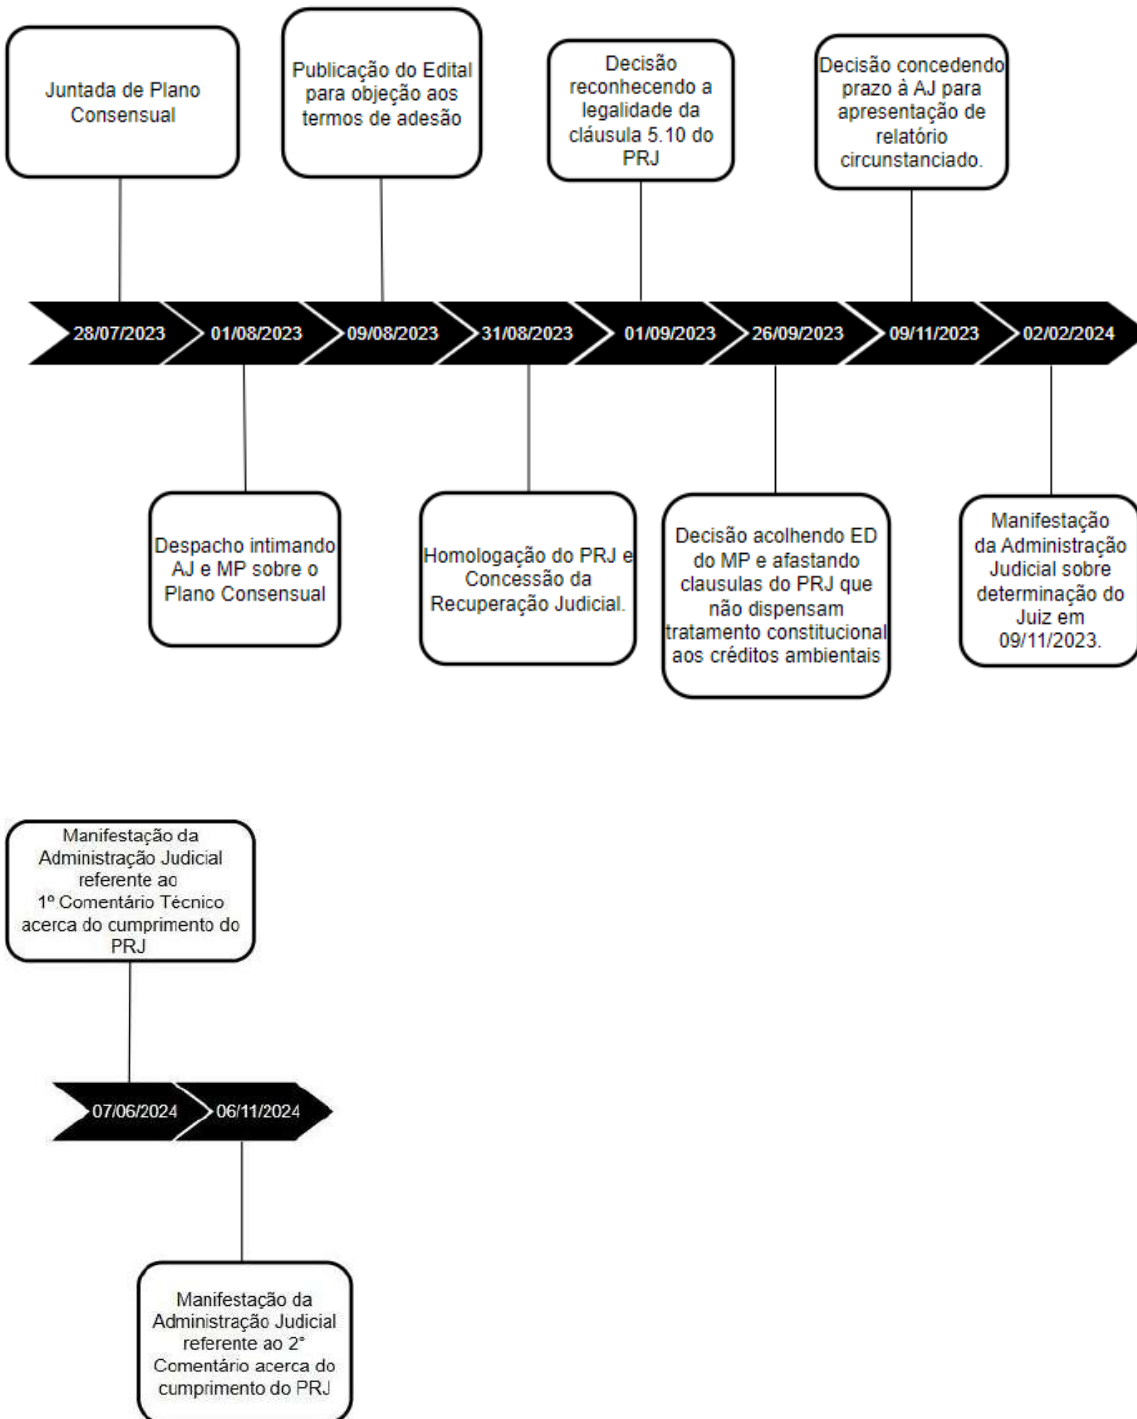 Juntada de Plano
Consensual
Publicação do Edital
para objeção aos
termos de adesão
Decisão
reconhecendo a
legalidade da
cláusula 5.10 do
PRJ
Decisão concedendo
prazo à AJ para
apresentação de
relatório
circunstanciado.
28/07/2023
01/08/2023
09/08/2023
31/08/2023
01/09/2023
26/09/2023
09/11/2023
02/02/2024
Despacho intimando
AJ e MP sobre o
Plano Consensual
Homologação do PRJ e
Concessão da
Recuperação Judicial.
Decisão acolhendo ED
do MP e afastando
clausulas do PRJ que
não dispensam
tratamento constitucional
aos créditos ambientais
Manifestação
da Administração
Judicial sobre
determinação do
Juiz em
09/11/2023.
Manifestação da
Administração Judicial
referente ao
1º Comentário Técnico
acerca do cumprimento do
PRJ
07/06/2024
06/11/2024
Manifestação da
Administração Judicial
referente ao 2°
Comentário acerca do
cumprimento do PRJ